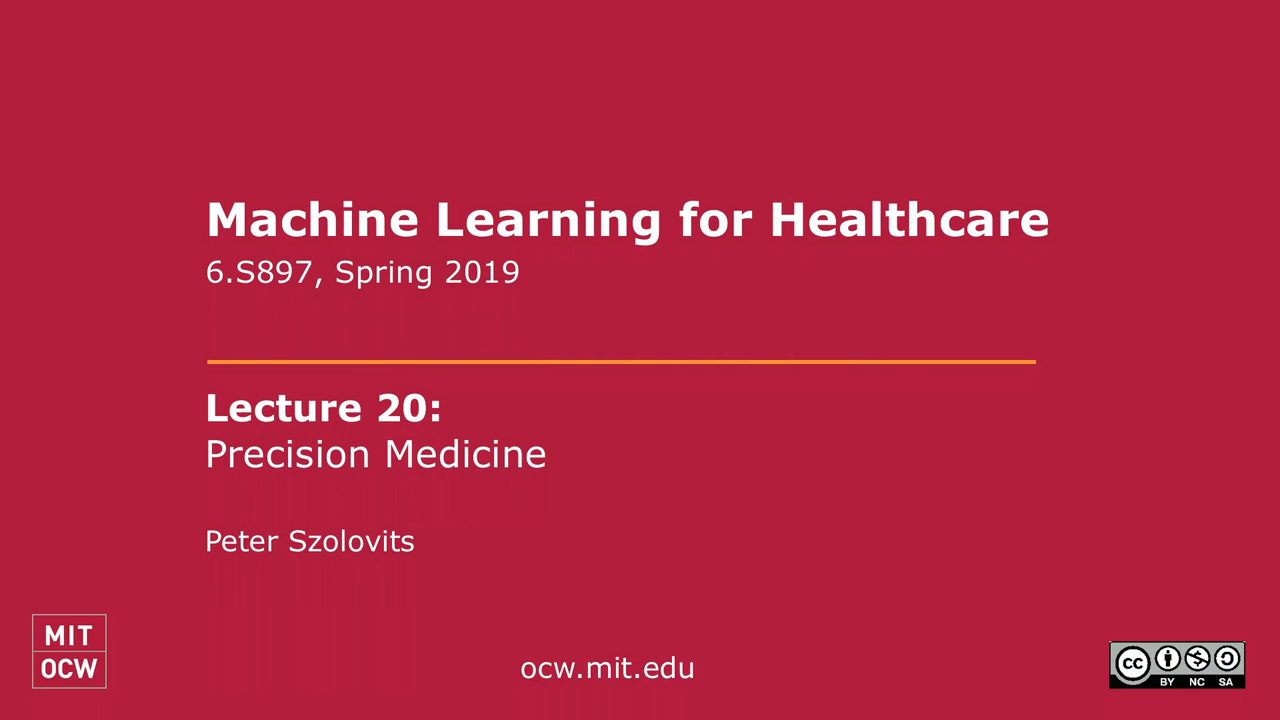 Machine Learning for Healthcare
6.S897, Spring 2019
Lecture 20:
Precision Medicine
Peter Szolovits
MIT
OCW
ocw.mit.edu
cc
BY NC SA